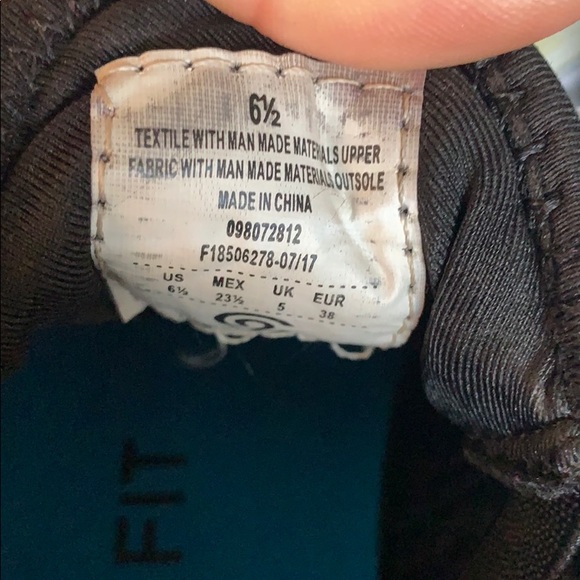 6½
TEXTILE WITH MAN MADE MATERIALS UPPER
FABRIC WITH MAN MADE MATERIALS OUTSOLE
MADE IN CHINA
098072812
F18506278-07/17
US MEX UK EUR
6½ 23½ 5 38
FIT